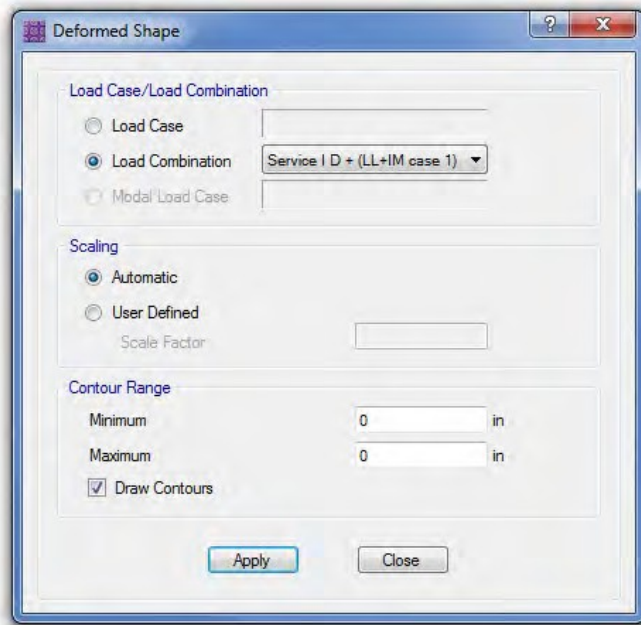 Deformed Shape
?
Load Case/Load Combination
Load Case
Load Combination Service I D + (LL+IM case 1)
Modal Load Case
Scaling
Automatic
User Defined
Scale Factor
Contour Range
Minimum 0 in
Maximum 0 in
Draw Contours
Apply Close